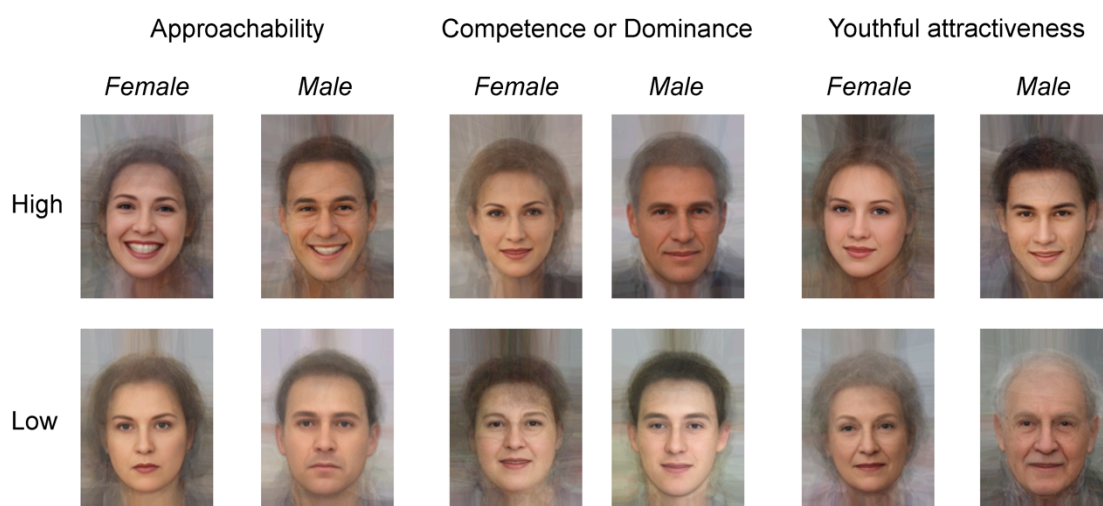 Approachability Competence or Dominance Youthful attractiveness
Female Male Female Male Female Male
High
Low